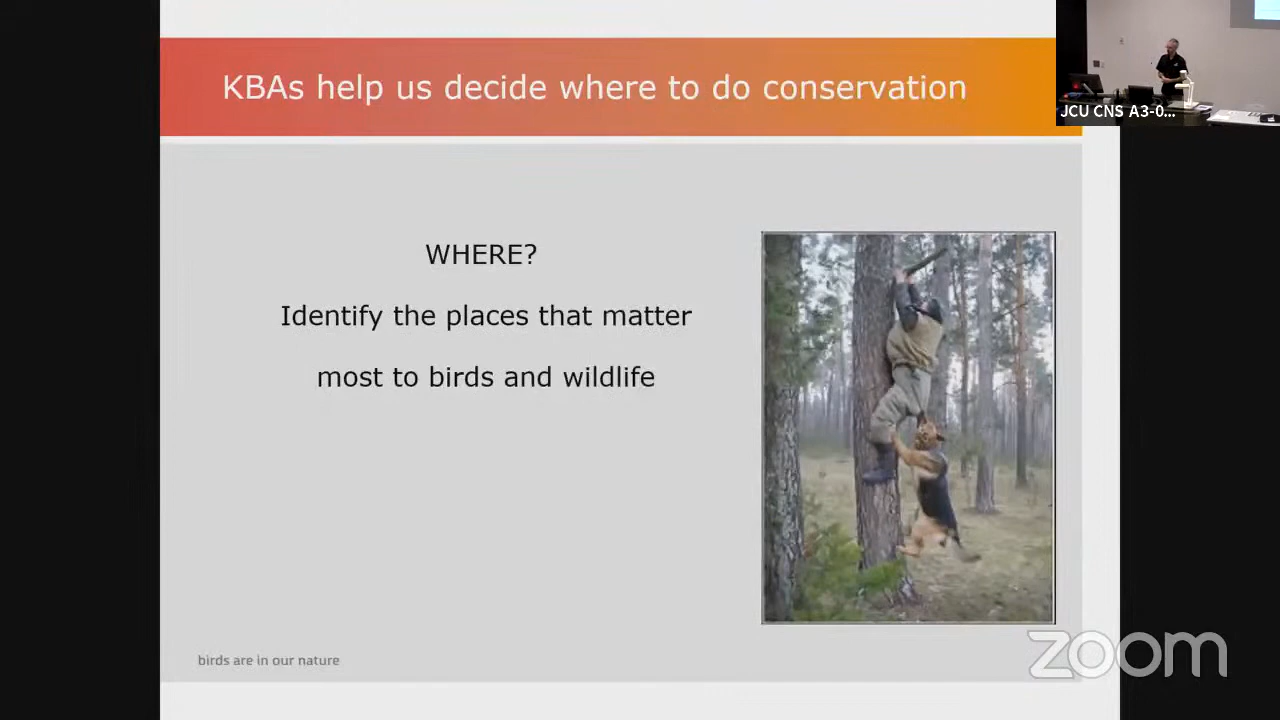 KBAs help us decide where to do conservation
JCU CNS A3-0...
WHERE?
Identify the places that matter
most to birds and wildlife
birds are in our nature
zoom